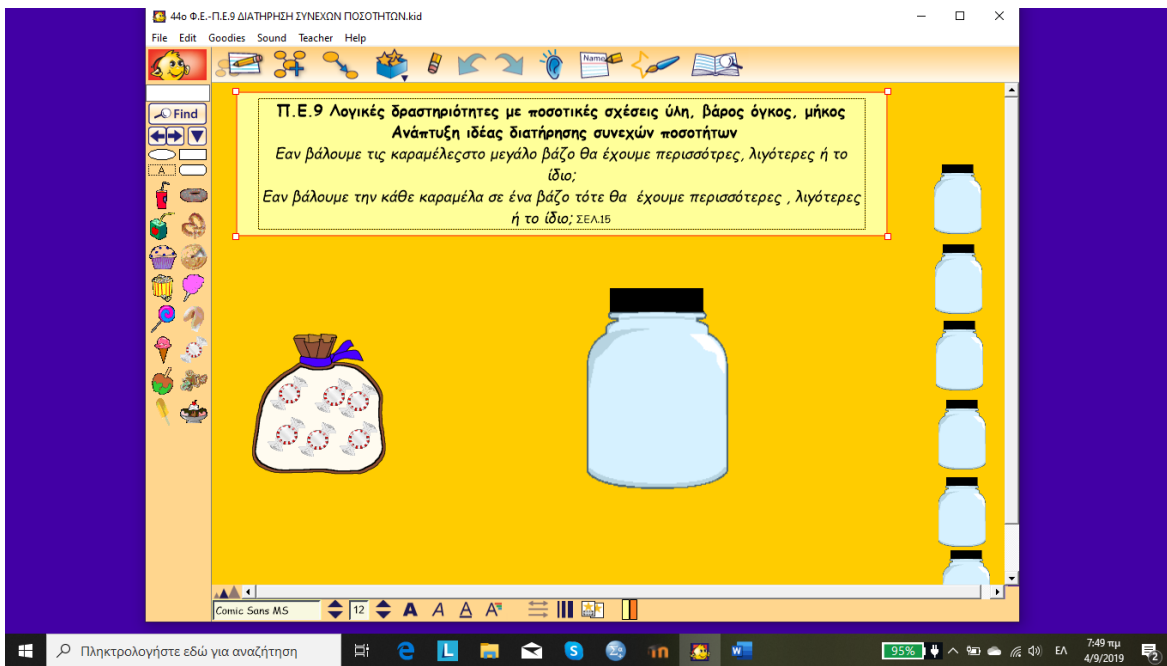 44ο Φ.Ε.-Π.Ε.9 ΔΙΑΤΗΡΗΣΗ ΣΥΝΕΧΩΝ ΠΟΣΟΤΗΤΩΝ.kid
File Edit Goodies Sound Teacher Help
Name
Find
A
Π.Ε.9 Λογικές δραστηριότητες με ποσοτικές σχέσεις ύλη, βάρος όγκος, μήκος
Ανάπτυξη ιδέας διατήρησης συνεχών ποσοτήτων
Εαν βάλουμε τις καραμέλεςστο μεγάλο βάζο θα έχουμε περισσότρες, λιγότερες ή το
ίδιο;
Εαν βάλουμε την κάθε καραμέλα σε ένα βάζο τότε θα έχουμε περισσότερες , λιγότερες
ή το ίδιο; ΣΕΛ.15
Comic Sans MS 12 A A A A
Πληκτρολογήστε εδώ για αναζήτηση
95% ΕΛ
7:49 πμ
4/9/2019
2